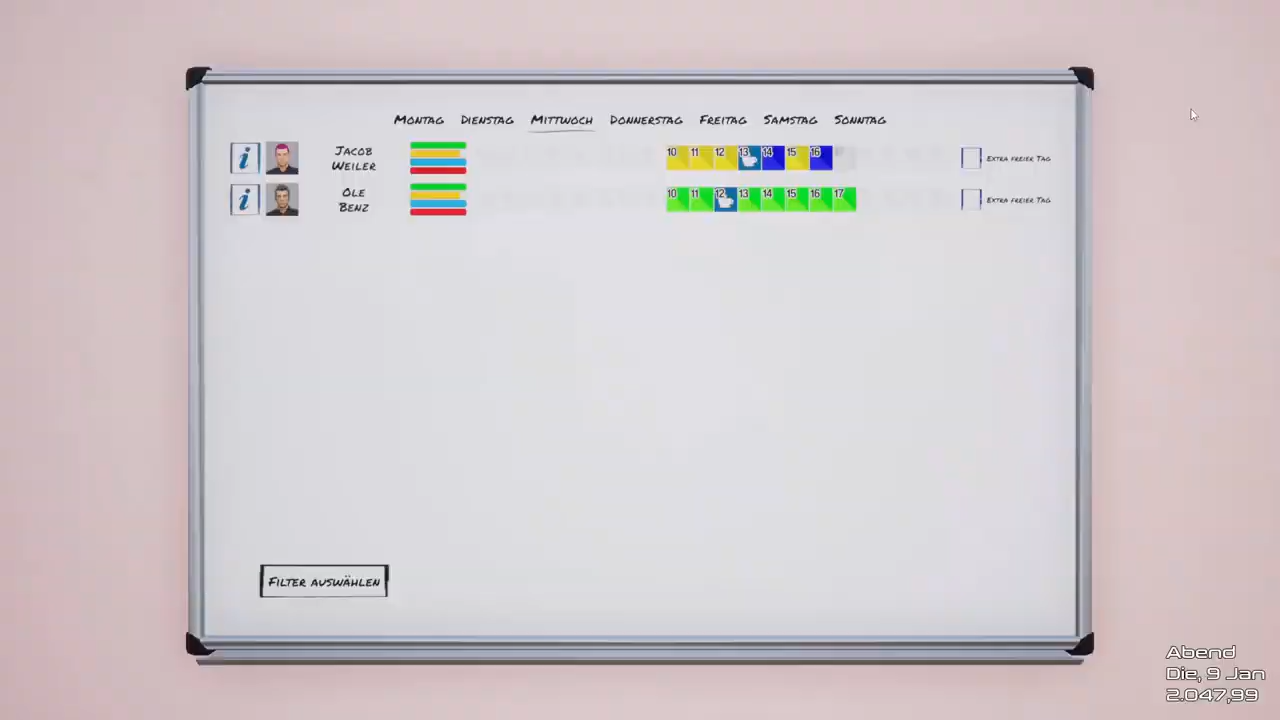 Montag Dienstag Mittwoch Donnerstag Freitag Samstag Sonntag
i Jacob Weiler 10 11 12 13 14 15 16 Extra freier Tag
i Ole Benz 10 11 12 13 14 15 16 17 Extra freier Tag
Filter auswählen
Abend
Die, 9 Jan
2.047,99